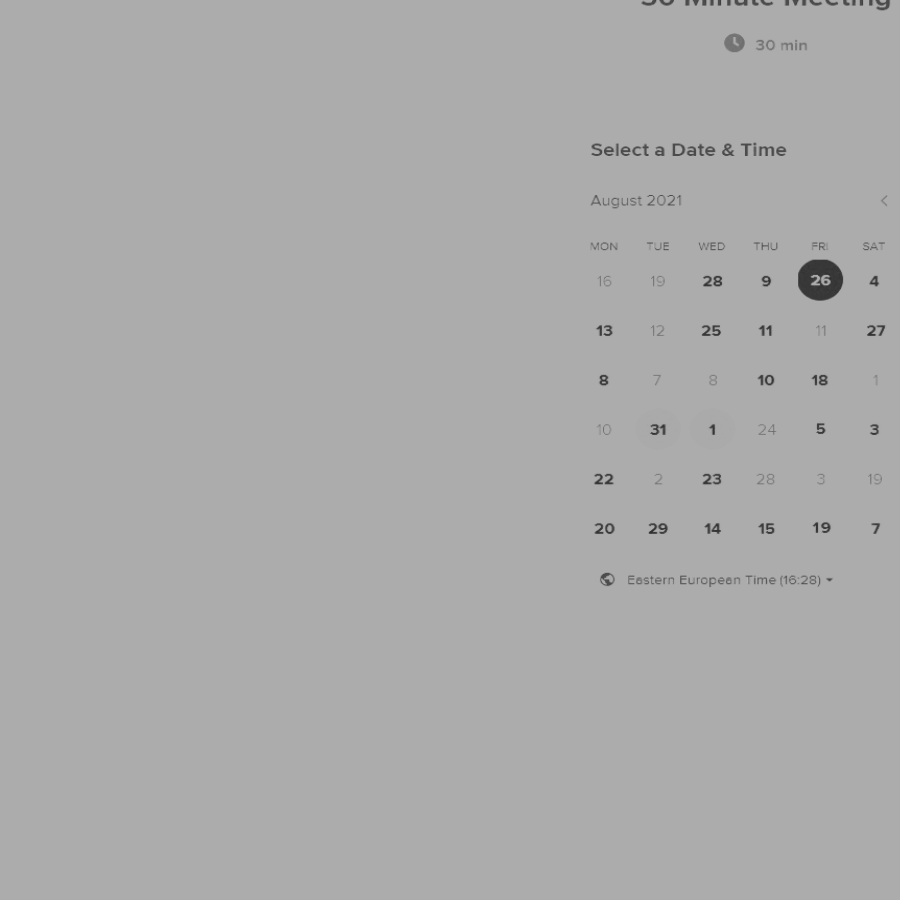 30 Minute Meeting
30 min
Select a Date & Time
August 2021
MON TUE WED THU FRI SAT
16 19 28 9 26 4
13 12 25 11 11 27
8 7 8 10 18 1
10 31 1 24 5 3
22 2 23 28 3 19
20 29 14 15 19 7
Eastern European Time (16:28)